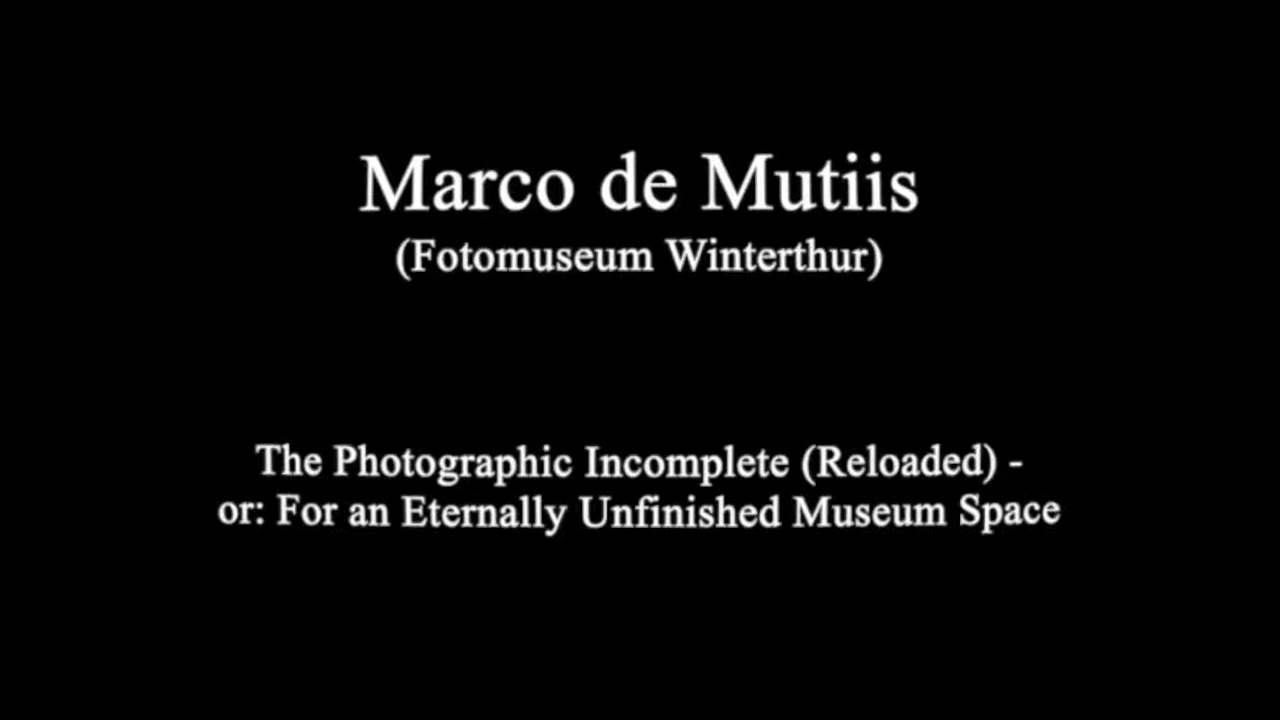 Marco de Mutiis
(Fotomuseum Winterthur)
The Photographic Incomplete (Reloaded) -
or: For an Eternally Unfinished Museum Space